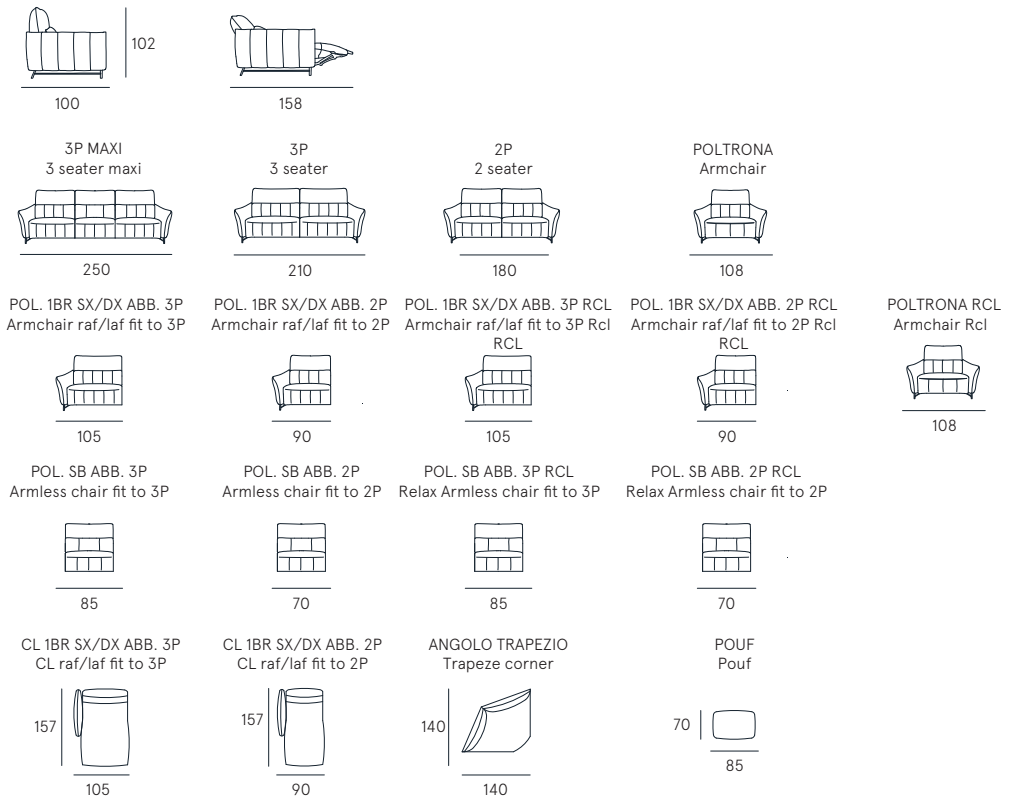 102
100
158
3P MAXI
3 seater maxi
250
3P
3 seater
210
2P
2 seater
180
POLTRONA
Armchair
108
POL. 1BR SX/DX ABB. 3P
Armchair raf/laf fit to 3P
105
POL. 1BR SX/DX ABB. 2P
Armchair raf/laf fit to 2P
90
POL. 1BR SX/DX ABB. 3P RCL
Armchair raf/laf fit to 3P Rcl
RCL
105
POL. 1BR SX/DX ABB. 2P RCL
Armchair raf/laf fit to 2P Rcl
RCL
90
POLTRONA RCL
Armchair Rcl
108
POL. SB ABB. 3P
Armless chair fit to 3P
85
POL. SB ABB. 2P
Armless chair fit to 2P
70
POL. SB ABB. 3P RCL
Relax Armless chair fit to 3P
85
POL. SB ABB. 2P RCL
Relax Armless chair fit to 2P
70
CL 1BR SX/DX ABB. 3P
CL raf/laf fit to 3P
157
105
CL 1BR SX/DX ABB. 2P
CL raf/laf fit to 2P
157
90
ANGOLO TRAPEZIO
Trapeze corner
140
140
POUF
Pouf
70
85